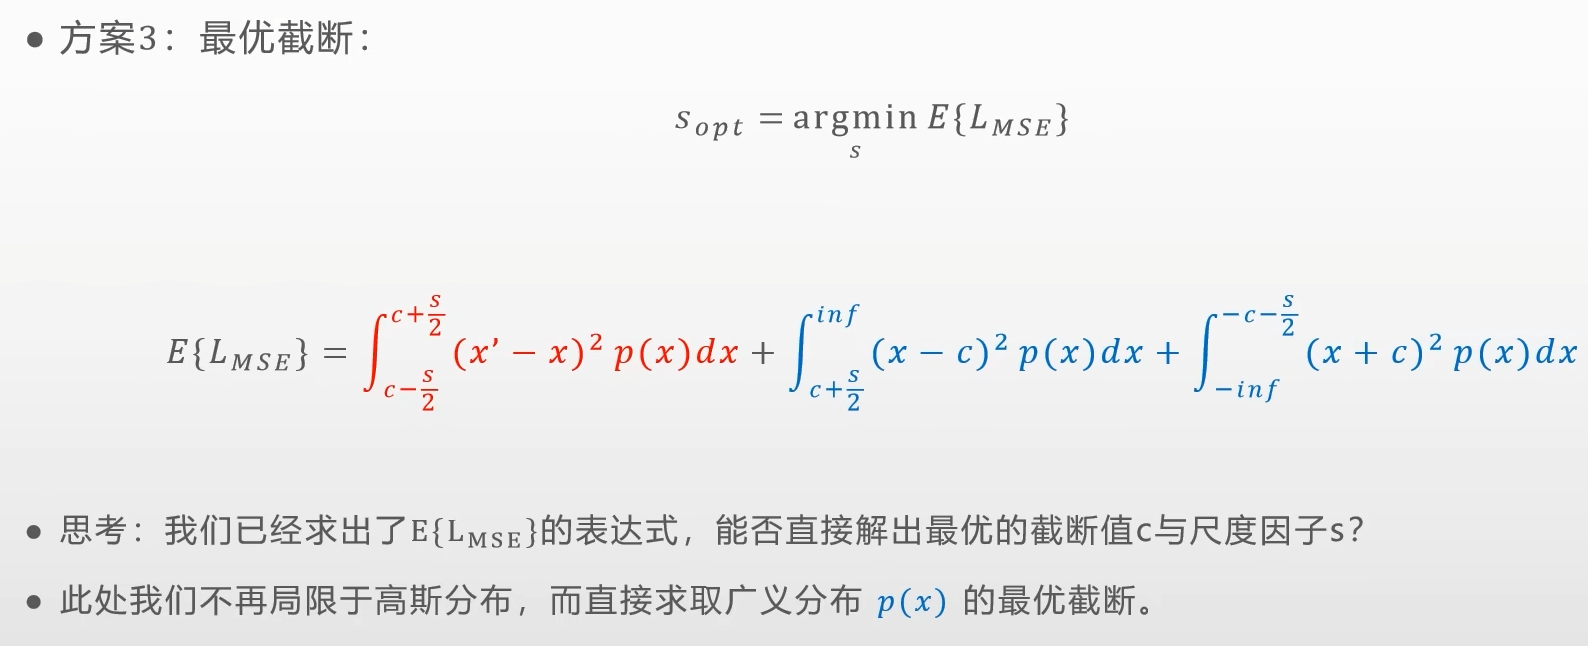 ● 方案3：最优截断：
s_{opt} = \underset{s}{\mathrm{argmin}}\, E\{L_{MSE}\}
E\{L_{MSE}\} = \int_{c-\frac{s}{2}}^{c+\frac{s}{2}} (x' - x)^2 p(x)dx + \int_{c+\frac{s}{2}}^{inf} (x - c)^2 p(x)dx + \int_{-inf}^{-c-\frac{s}{2}} (x + c)^2 p(x)dx
● 思考：我们已经求出了E{L_{MSE}}的表达式，能否直接解出最优的截断值c与尺度因子s？
● 此处我们不再局限于高斯分布，而直接求取广义分布 p(x) 的最优截断。